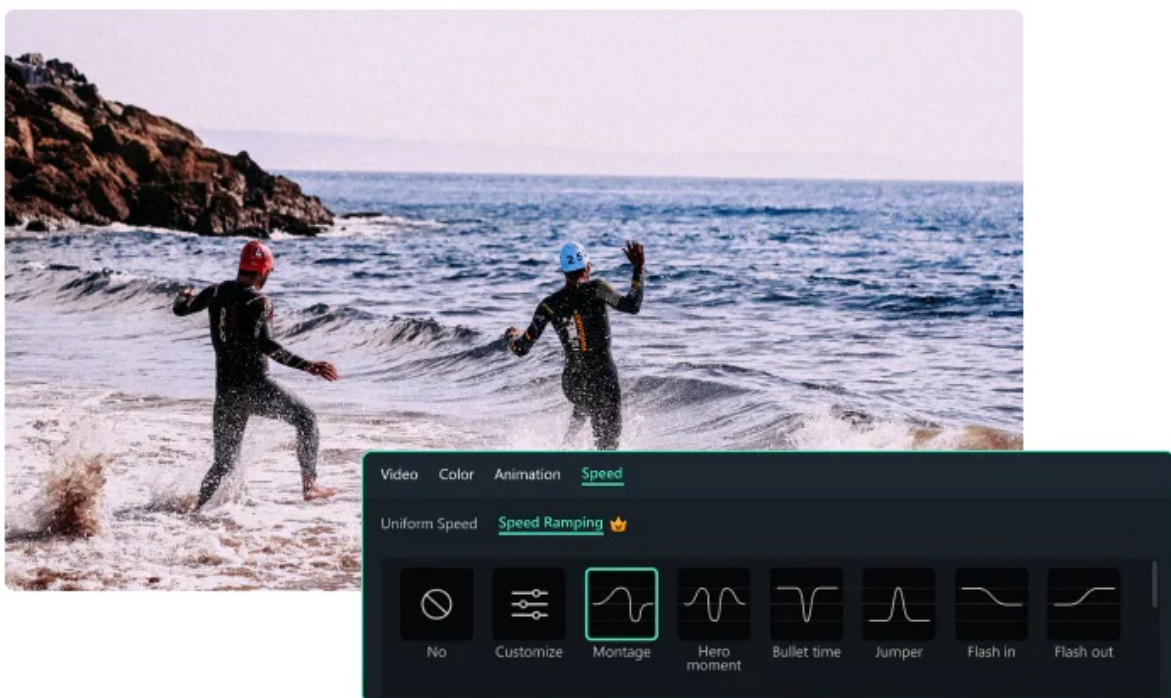 4
25
Video Color Animation Speed
Uniform Speed Speed Ramping
No Customize Montage Hero moment Bullet time Jumper Flash in Flash out